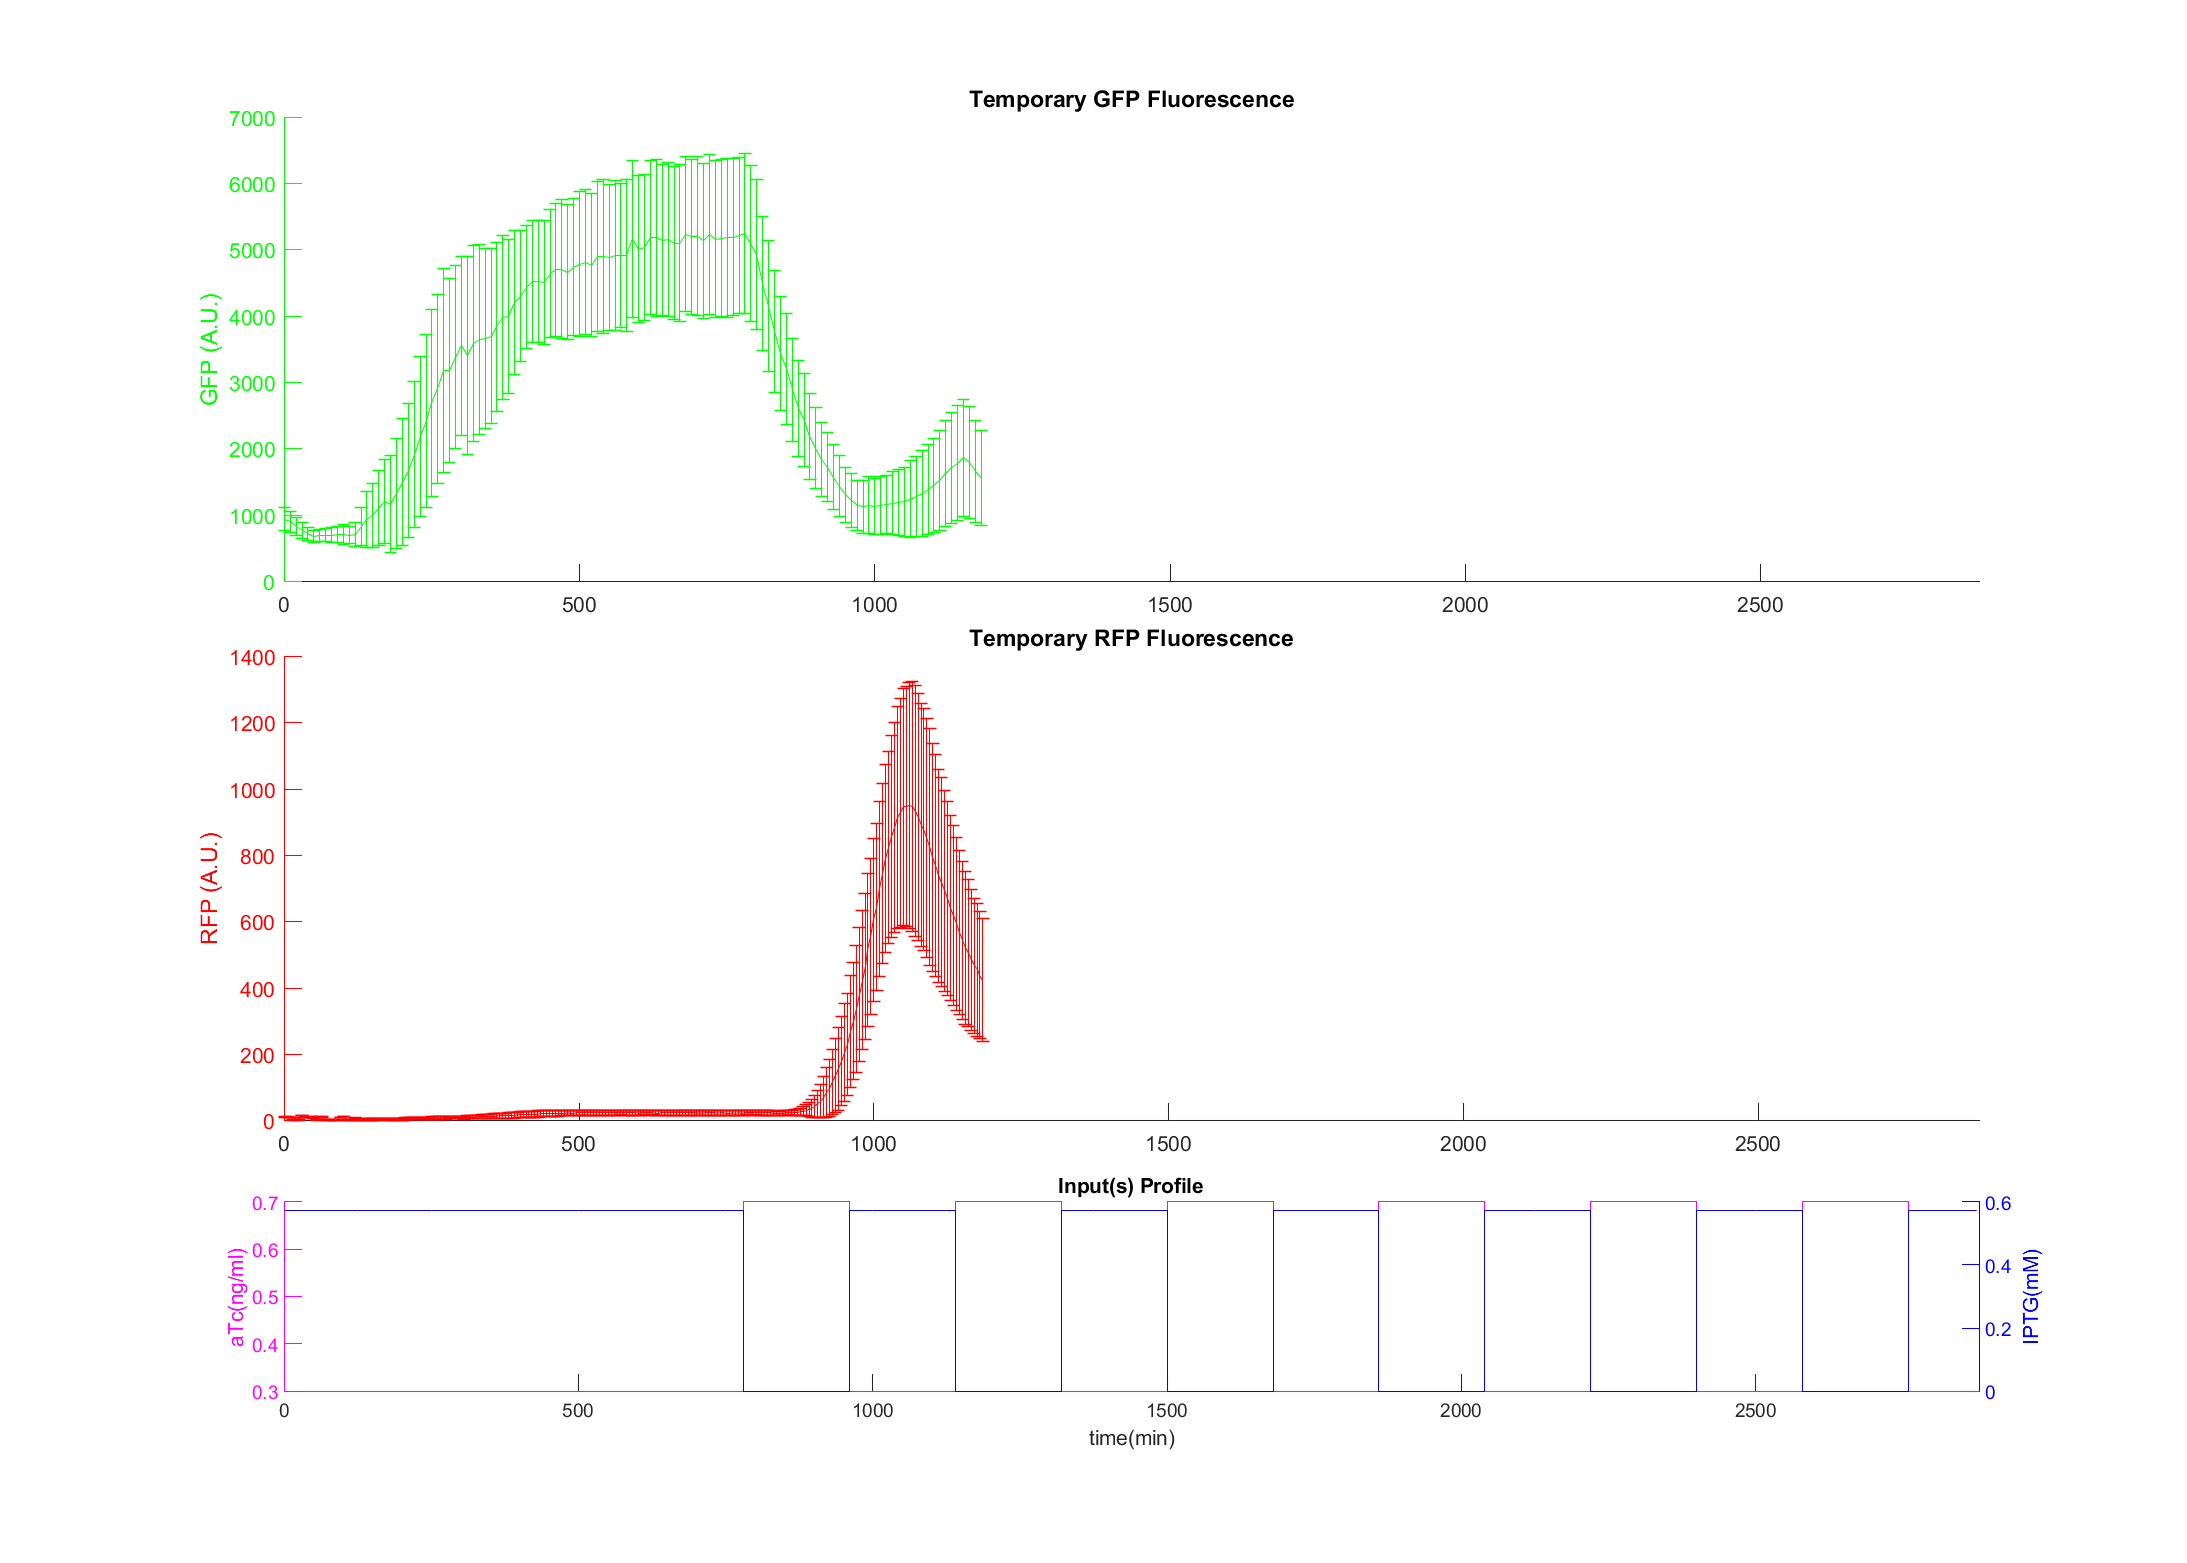 Temporary GFP Fluorescence
7000
6000
5000
4000
3000
2000
1000
0
GFP (A.U.)
0 500 1000 1500 2000 2500
Temporary RFP Fluorescence
1400
1200
1000
800
600
400
200
0
RFP (A.U.)
0 500 1000 1500 2000 2500
Input(s) Profile
0.7
0.6
0.5
0.4
0.3
aTc(ng/ml)
0.6
0.4
0.2
0
IPTG(mM)
0 500 1000 1500 2000 2500
time(min)